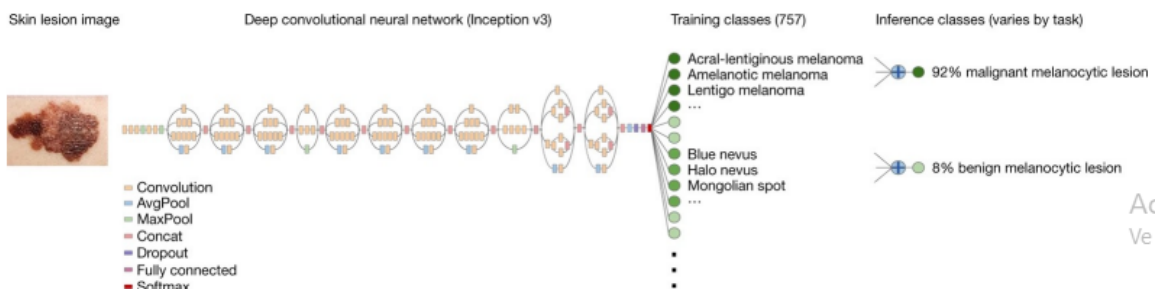 Skin lesion image
Deep convolutional neural network (Inception v3)
Training classes (757)
Inference classes (varies by task)
Acral-lentiginous melanoma
Amelanotic melanoma
Lentigo melanoma
...
92% malignant melanocytic lesion
Blue nevus
Halo nevus
Mongolian spot
...
8% benign melanocytic lesion
Convolution
AvgPool
MaxPool
Concat
Dropout
Fully connected
Softmax